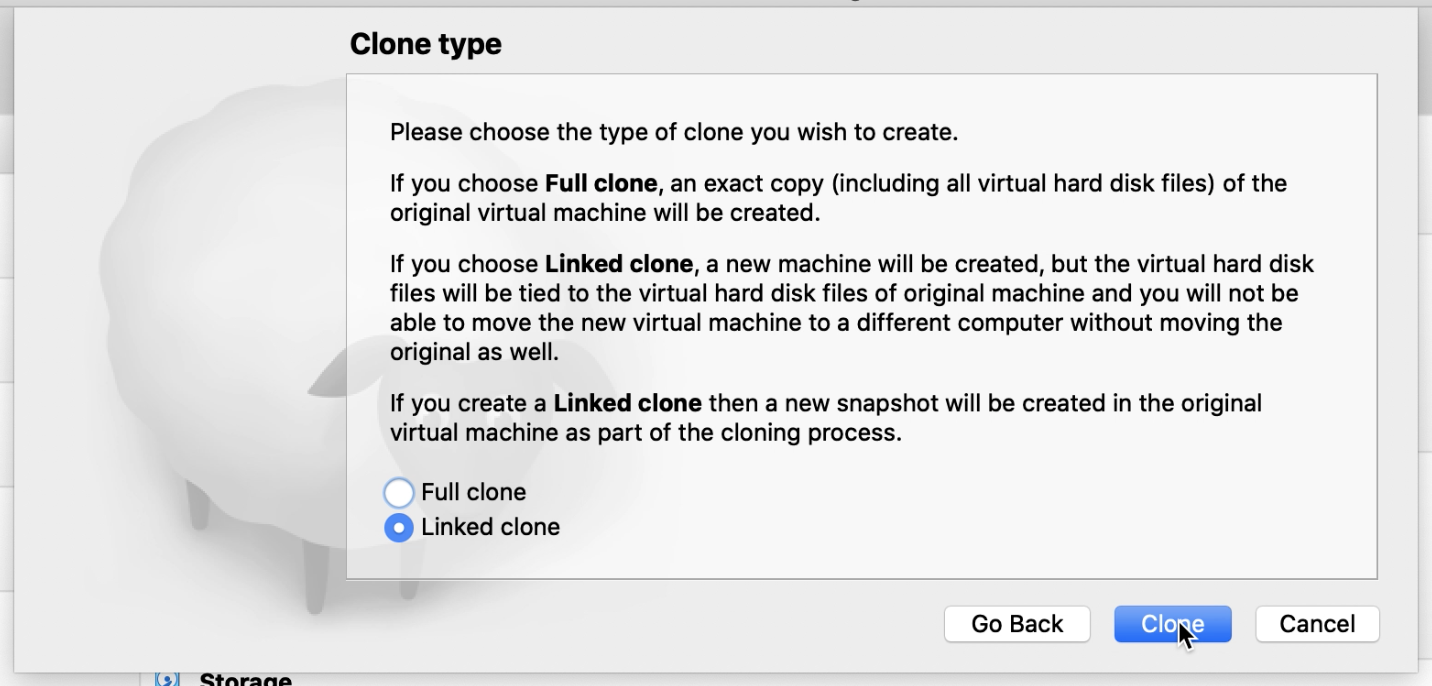 Clone type
Please choose the type of clone you wish to create.
If you choose Full clone, an exact copy (including all virtual hard disk files) of the
original virtual machine will be created.
If you choose Linked clone, a new machine will be created, but the virtual hard disk
files will be tied to the virtual hard disk files of original machine and you will not be
able to move the new virtual machine to a different computer without moving the
original as well.
If you create a Linked clone then a new snapshot will be created in the original
virtual machine as part of the cloning process.
Full clone
Linked clone
Go Back Clone Cancel
Storage